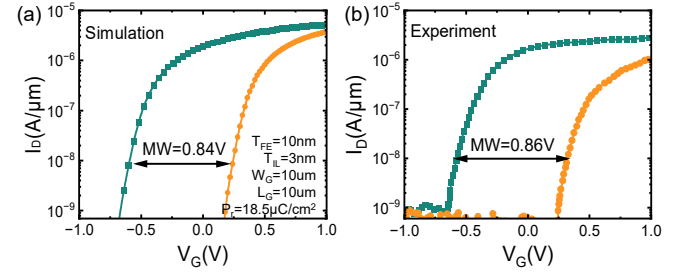 (a)
Simulation
MW=0.84V
T_FE=10nm
T_IL=3nm
W_G=10um
L_G=10um
P_r=18.5μC/cm²
I_D(A/μm)
10⁻⁵
10⁻⁶
10⁻⁷
10⁻⁸
10⁻⁹
−1.0 −0.5 0.0 0.5 1.0
V_G(V)
(b)
Experiment
MW=0.86V
I_D(A/μm)
10⁻⁵
10⁻⁶
10⁻⁷
10⁻⁸
10⁻⁹
−1.0 −0.5 0.0 0.5 1.0
V_G(V)